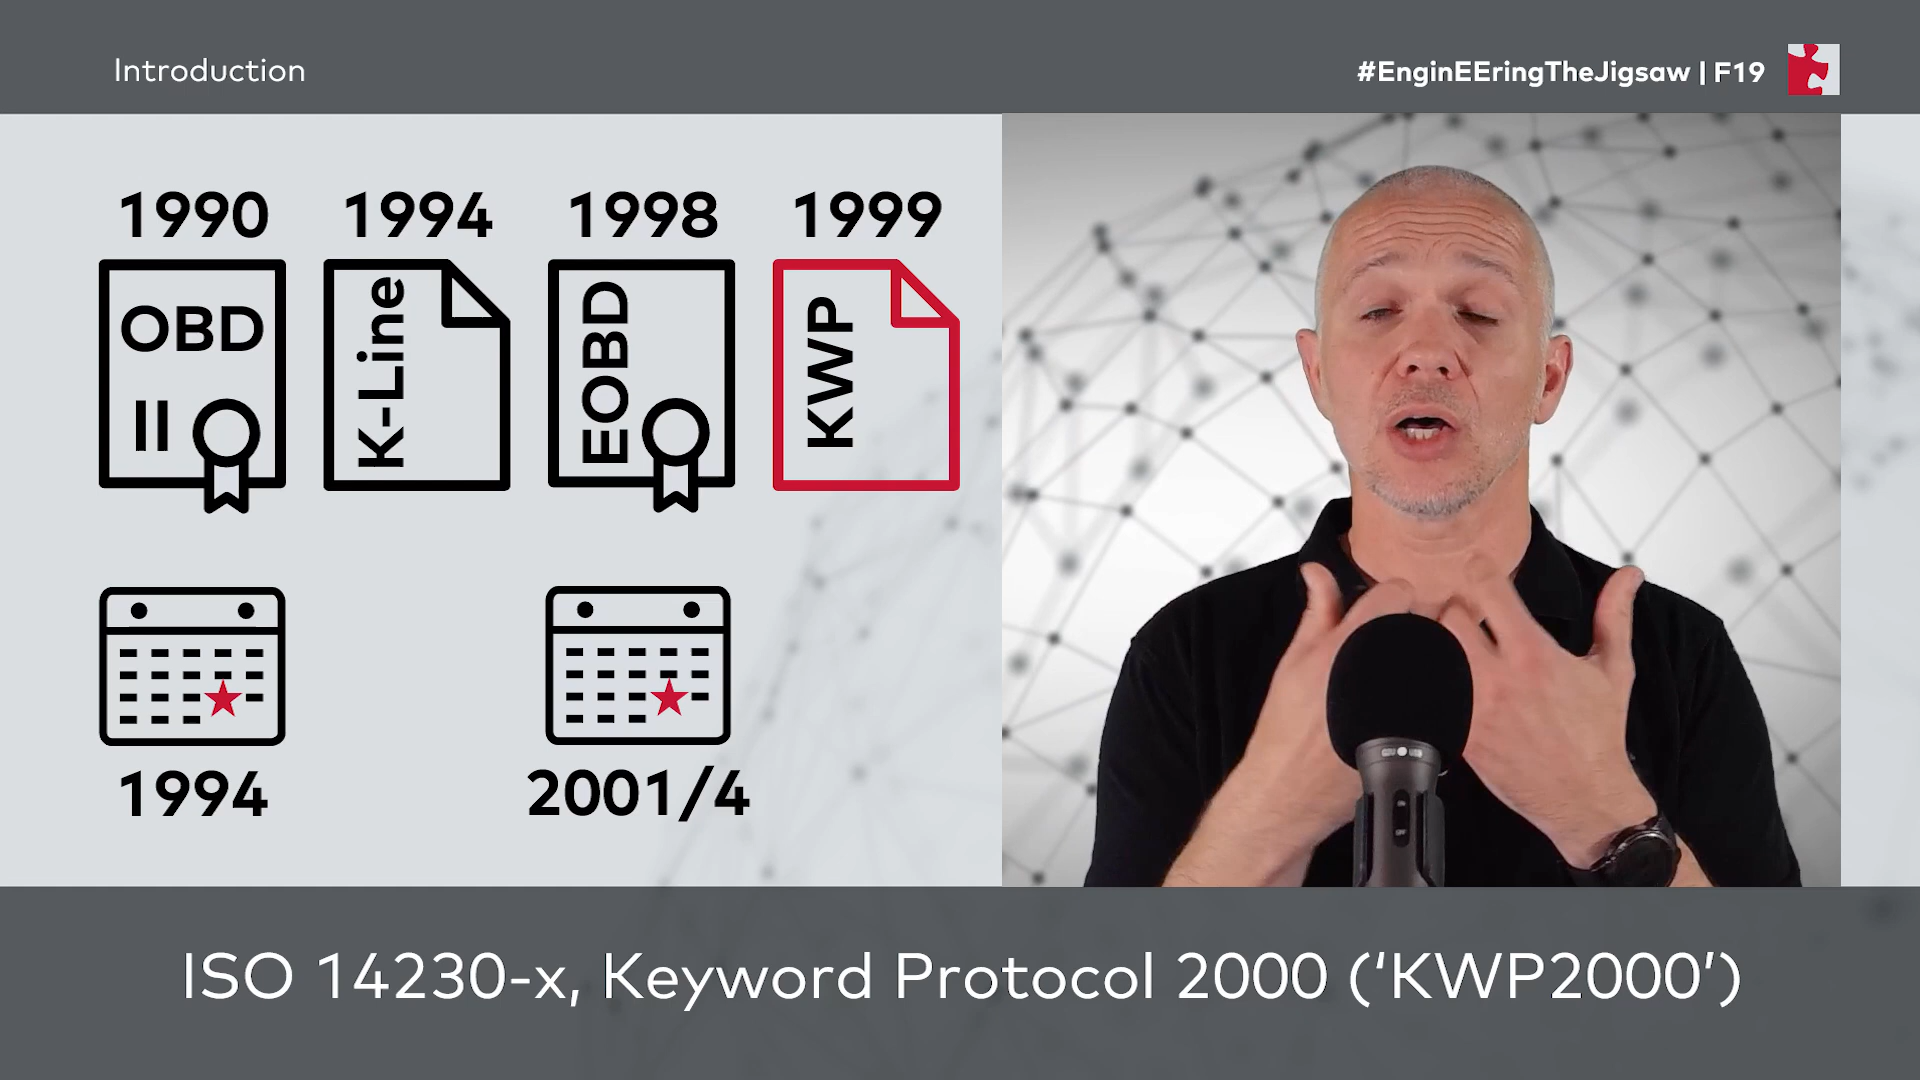 Introduction
#EnginEEringTheJigsaw | F19
1990 1994 1998 1999
OBD II
K-Line
EOBD
KWP
1994 2001/4
ISO 14230-x, Keyword Protocol 2000 (‘KWP2000’)